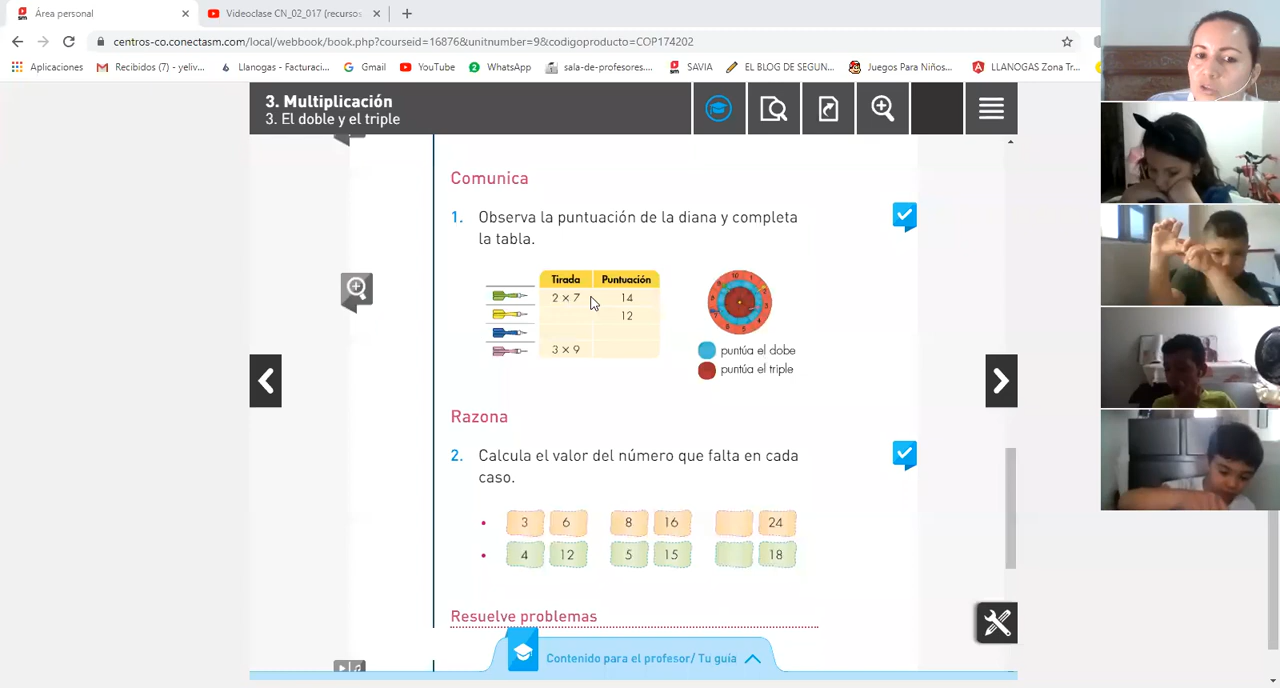 Área personal
Videoclase CN_02_017 (recursos
centros-co.conectasm.com/local/webbook/book.php?courseid=16876&unitnumber=9&codigoproducto=COP174202
Aplicaciones
Recibidos (7) - yeliv...
Llanogas - Facturaci...
Gmail
YouTube
WhatsApp
sala-de-profesores....
SAVIA
EL BLOG DE SEGUN...
Juegos Para Niños...
LLANOGAS Zona Tr...
3. Multiplicación
3. El doble y el triple
Comunica
1. Observa la puntuación de la diana y completa
la tabla.
Tirada Puntuación
2 × 7 14
12
3 × 9
puntúa el dobe
puntúa el triple
Razona
2. Calcula el valor del número que falta en cada
caso.
• 3 6 8 16 24
• 4 12 5 15 18
Resuelve problemas
Contenido para el profesor/ Tu guía